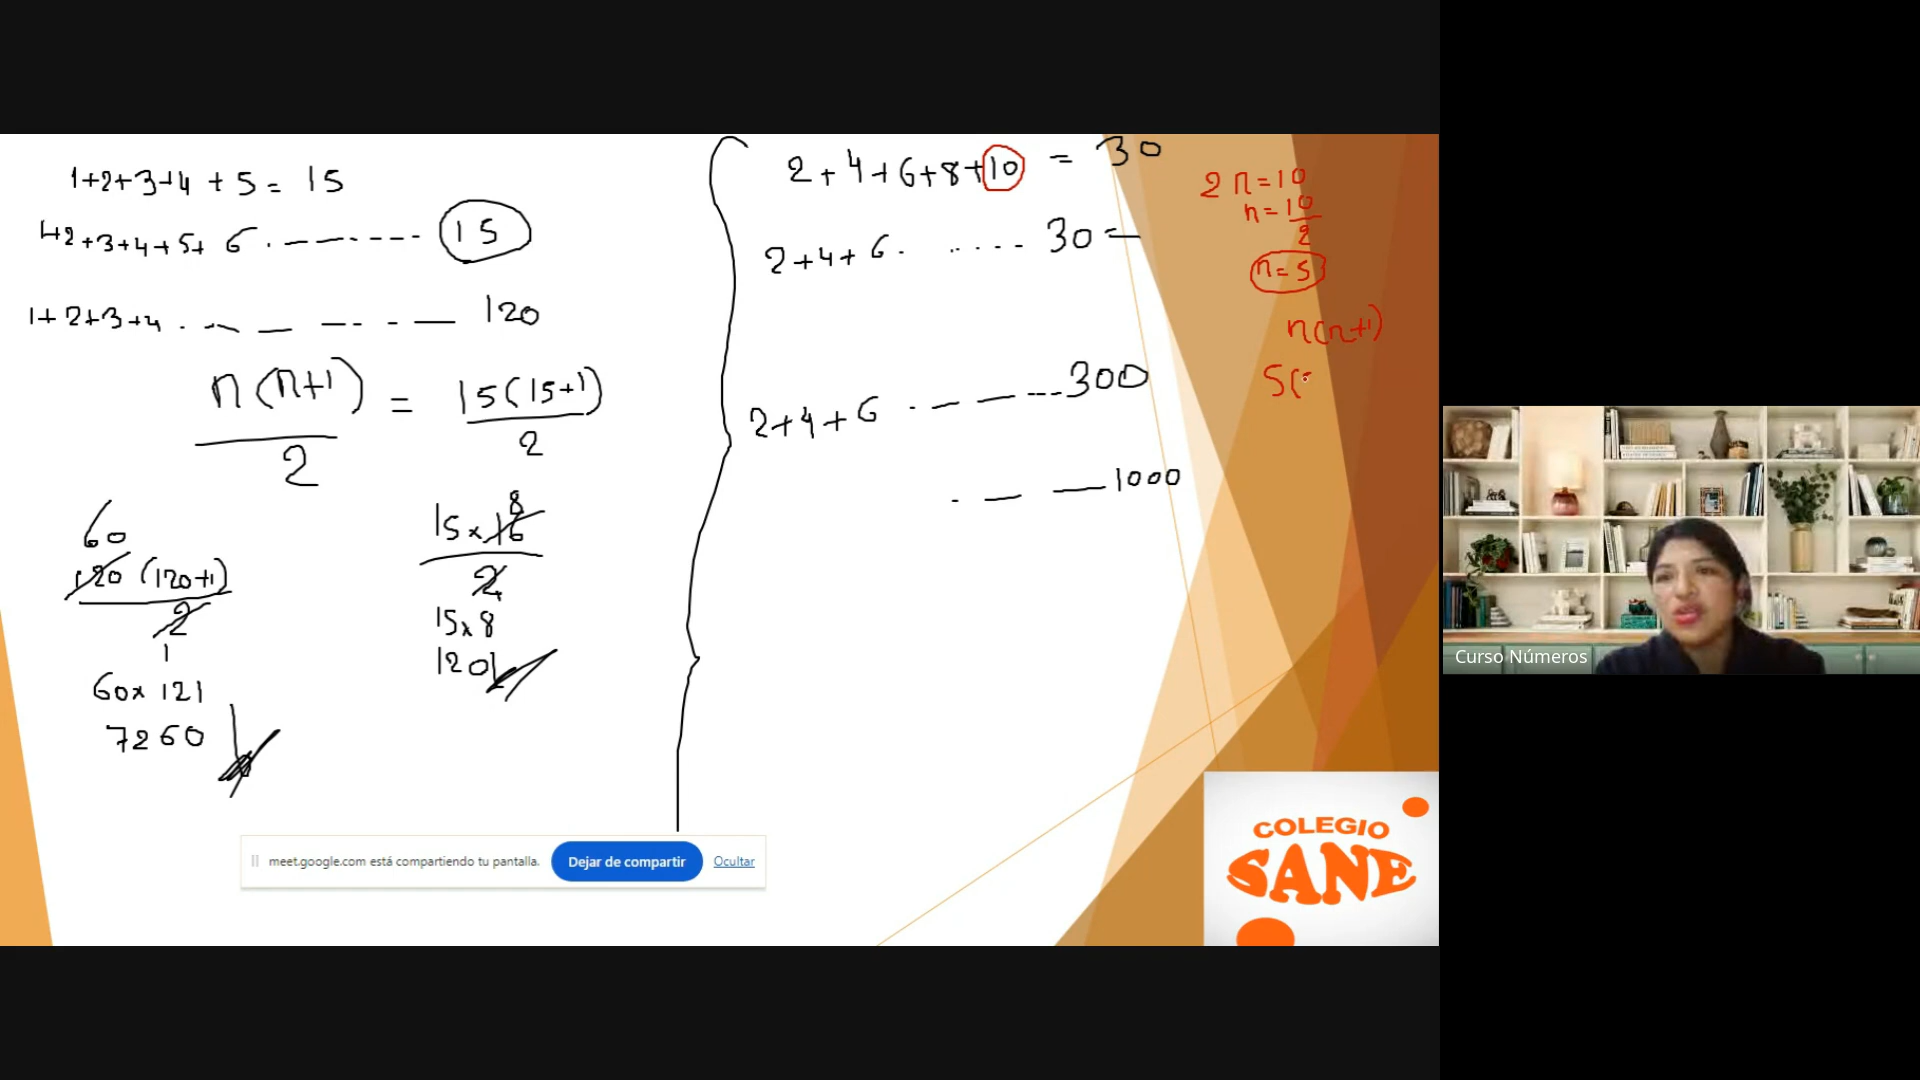 1+2+3+4+5=15
1+2+3+4+5+6.------- 15
1+2+3+4.-- -- --- - — 120
n(n+1) = 15(15+1)
2 2
60
120(120+1)
2
1
60x121
7260
8
15x16
2
15x8
120
2+4+6+8+10 = 30
2+4+6. .... 30=
2+4+6 .- - ---300
. -- —1000
2n=10
n=10
2
n=5
n(n+1)
5(
COLEGIO
SANE
meet.google.com está compartiendo tu pantalla. Dejar de compartir Ocultar
Curso Números